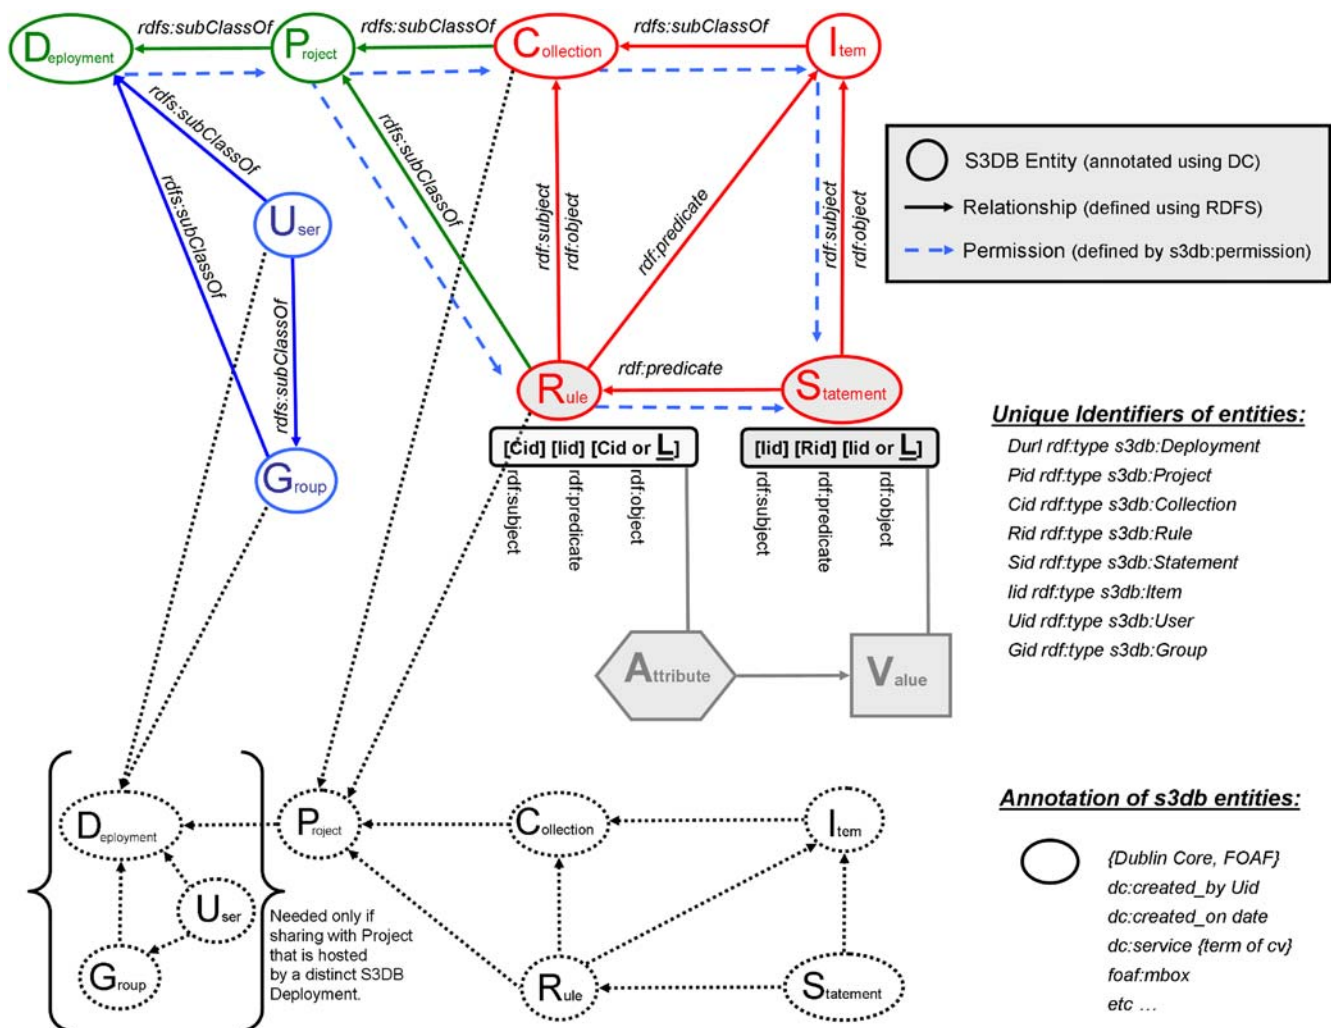 rdfs:subClassOf
rdfs:subClassOf
rdfs:subClassOf
Deployment
Project
Collection
Item
rdfs:subClassOf
rdfs:subClassOf
rdfs:subClassOf
rdf:subject
rdf:object
rdf:predicate
rdf:subject
rdf:object
S3DB Entity (annotated using DC)
Relationship (defined using RDFS)
Permission (defined by s3db:permission)
User
rdfs:subClassOf
Group
Rule
rdf:predicate
Statement
[Cid] [Iid] [Cid or L]
rdf:subject
rdf:predicate
rdf:object
[Iid] [Rid] [Iid or L]
rdf:subject
rdf:predicate
rdf:object
Attribute
Value
Unique Identifiers of entities:
Durl rdf:type s3db:Deployment
Pid rdf:type s3db:Project
Cid rdf:type s3db:Collection
Rid rdf:type s3db:Rule
Sid rdf:type s3db:Statement
Iid rdf:type s3db:Item
Uid rdf:type s3db:User
Gid rdf:type s3db:Group
Deployment
Project
Collection
Item
User
Group
Needed only if
sharing with Project
that is hosted
by a distinct S3DB
Deployment.
Rule
Statement
Annotation of s3db entities:
{Dublin Core, FOAF}
dc:created_by Uid
dc:created_on date
dc:service {term of cv}
foaf:mbox
etc ...